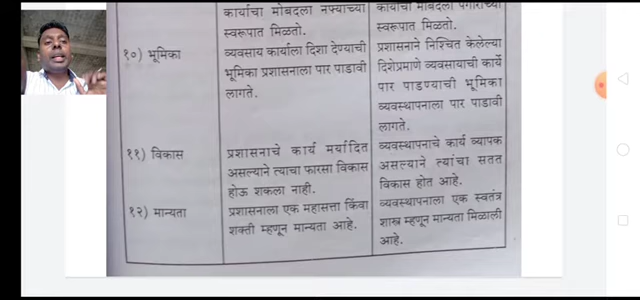 कार्याचा मोबदला नफ्याच्या
स्वरूपात मिळतो.
कार्याचा मोबदला पगाराच्या
स्वरूपात मिळतो.
१०) भूमिका
व्यवसाय कार्याला दिशा देण्याची
भूमिका प्रशासनाला पार पाडावी
लागते.
प्रशासनाने निश्चित केलेल्या
दिशेप्रमाणे व्यवसायाची कार्ये
पार पाडण्याची भूमिका
व्यवस्थापनाला पार पाडावी
लागते.
११) विकास
प्रशासनाचे कार्य मर्यादित
असल्याने त्याचा फारसा विकास
होऊ शकला नाही.
व्यवस्थापनाचे कार्य व्यापक
असल्याने त्यांचा सतत
विकास होत आहे.
१२) मान्यता
प्रशासनाला एक महासत्ता किंवा
शक्ती म्हणून मान्यता आहे.
व्यवस्थापनाला एक स्वतंत्र
शास्त्र म्हणून मान्यता मिळाली
आहे.